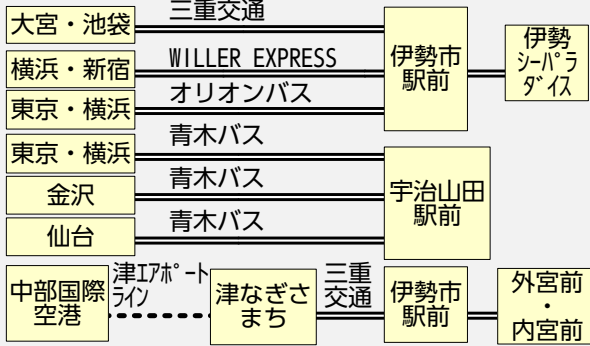 三重交通
大宮・池袋
伊勢市
駅前
伊勢
シーパラ
ダイス
WILLER EXPRESS
横浜・新宿
オリオンバス
東京・横浜
青木バス
東京・横浜
宇治山田
駅前
青木バス
金沢
青木バス
仙台
中部国際
空港
津エアポート
ライン
津なぎさ
まち
三重
交通
伊勢市
駅前
外宮前
・
内宮前